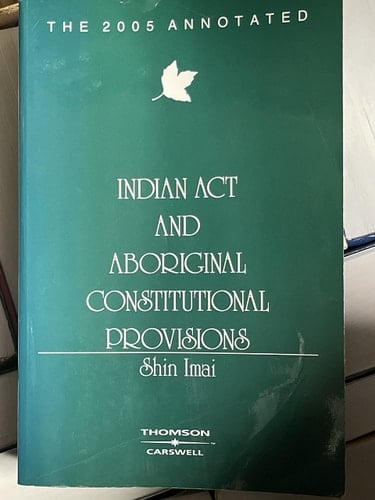 THE 2005 ANNOTATED
INDIAN ACT
AND
ABORIGINAL
CONSTITUTIONAL
PROVISIONS
Shin Imai
THOMSON
CARSWELL